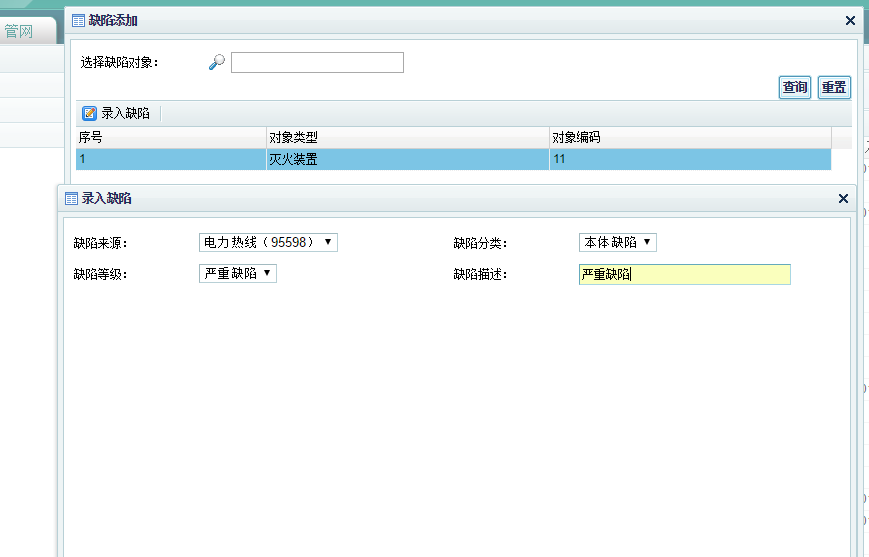 缺陷添加
管网
选择缺陷对象：
查询 重置
录入缺陷
序号 对象类型 对象编码
1 灭火装置 11
录入缺陷
缺陷来源： 电力热线（95598） 缺陷分类： 本体缺陷
缺陷等级： 严重缺陷 缺陷描述： 严重缺陷